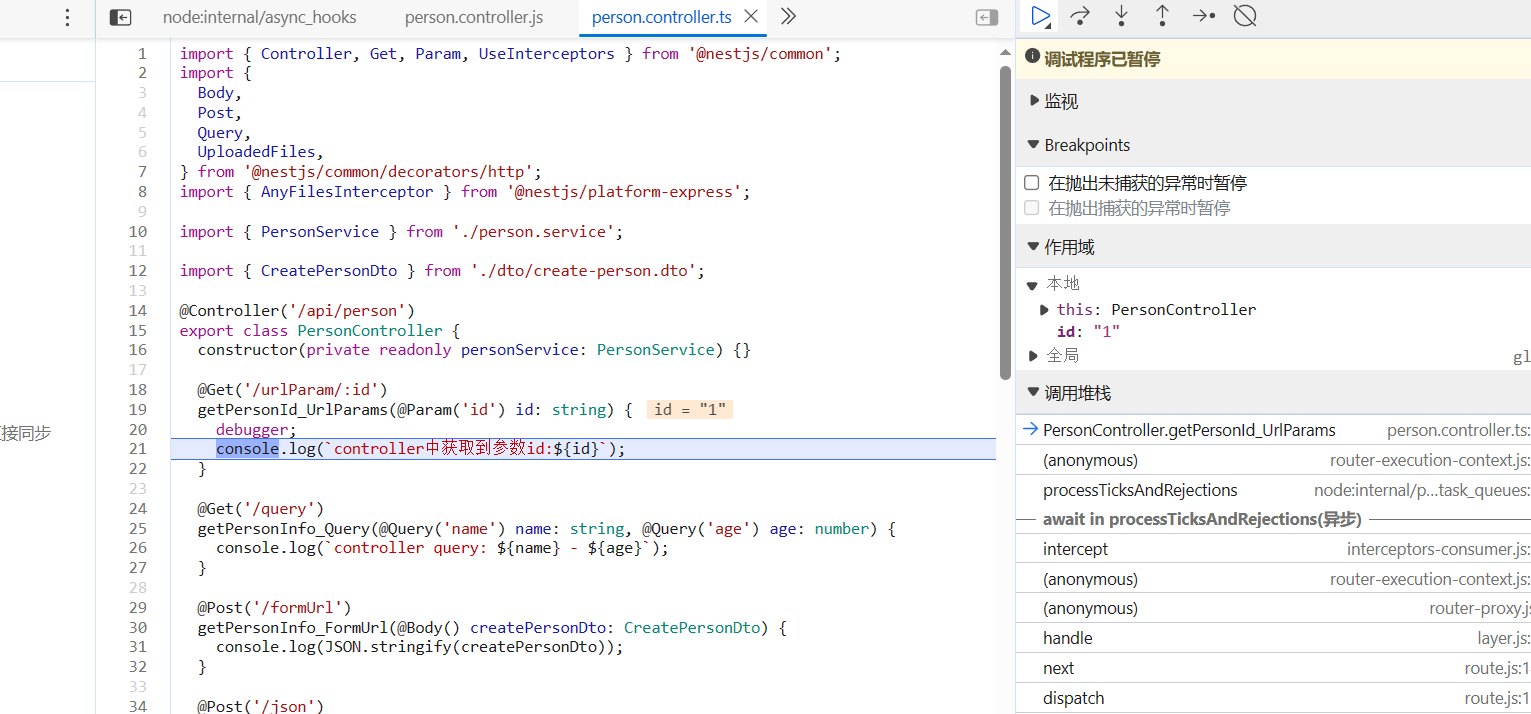 node:internal/async_hooks
person.controller.js
person.controller.ts
1 import { Controller, Get, Param, UseInterceptors } from '@nestjs/common';
2 import {
3 Body,
4 Post,
5 Query,
6 UploadedFiles,
7 } from '@nestjs/common/decorators/http';
8 import { AnyFilesInterceptor } from '@nestjs/platform-express';
9
10 import { PersonService } from './person.service';
11
12 import { CreatePersonDto } from './dto/create-person.dto';
13
14 @Controller('/api/person')
15 export class PersonController {
16 constructor(private readonly personService: PersonService) {}
17
18 @Get('/urlParam/:id')
19 getPersonId_UrlParams(@Param('id') id: string) { id = "1"
20 debugger;
21 console.log(`controller中获取到参数id:${id}`);
22 }
23
24 @Get('/query')
25 getPersonInfo_Query(@Query('name') name: string, @Query('age') age: number) {
26 console.log(`controller query: ${name} - ${age}`);
27 }
28
29 @Post('/formUrl')
30 getPersonInfo_FormUrl(@Body() createPersonDto: CreatePersonDto) {
31 console.log(JSON.stringify(createPersonDto));
32 }
33
34 @Post('/json')
接同步
调试程序已暂停
监视
Breakpoints
在抛出未捕获的异常时暂停
在抛出捕获的异常时暂停
作用域
本地
this: PersonController
id: "1"
全局 gl
调用堆栈
PersonController.getPersonId_UrlParams person.controller.ts:
(anonymous) router-execution-context.js:
processTicksAndRejections node:internal/p…task_queues:
await in processTicksAndRejections(异步)
intercept interceptors-consumer.js:
(anonymous) router-execution-context.js:
(anonymous) router-proxy.js
handle layer.js:
next route.js:1
dispatch route.js:1